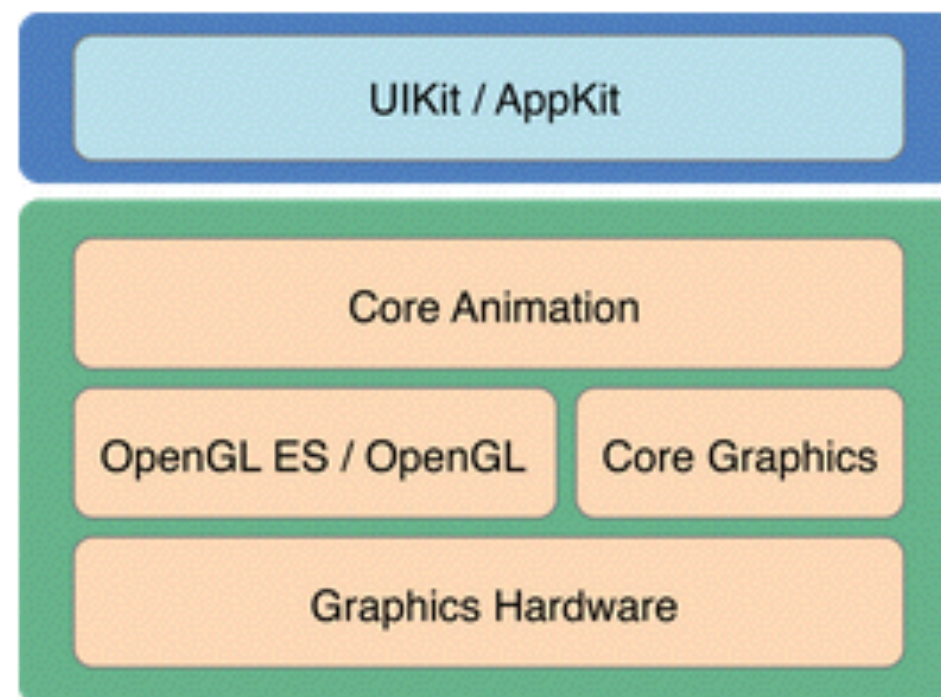 UIKit / AppKit
Core Animation
OpenGL ES / OpenGL
Core Graphics
Graphics Hardware